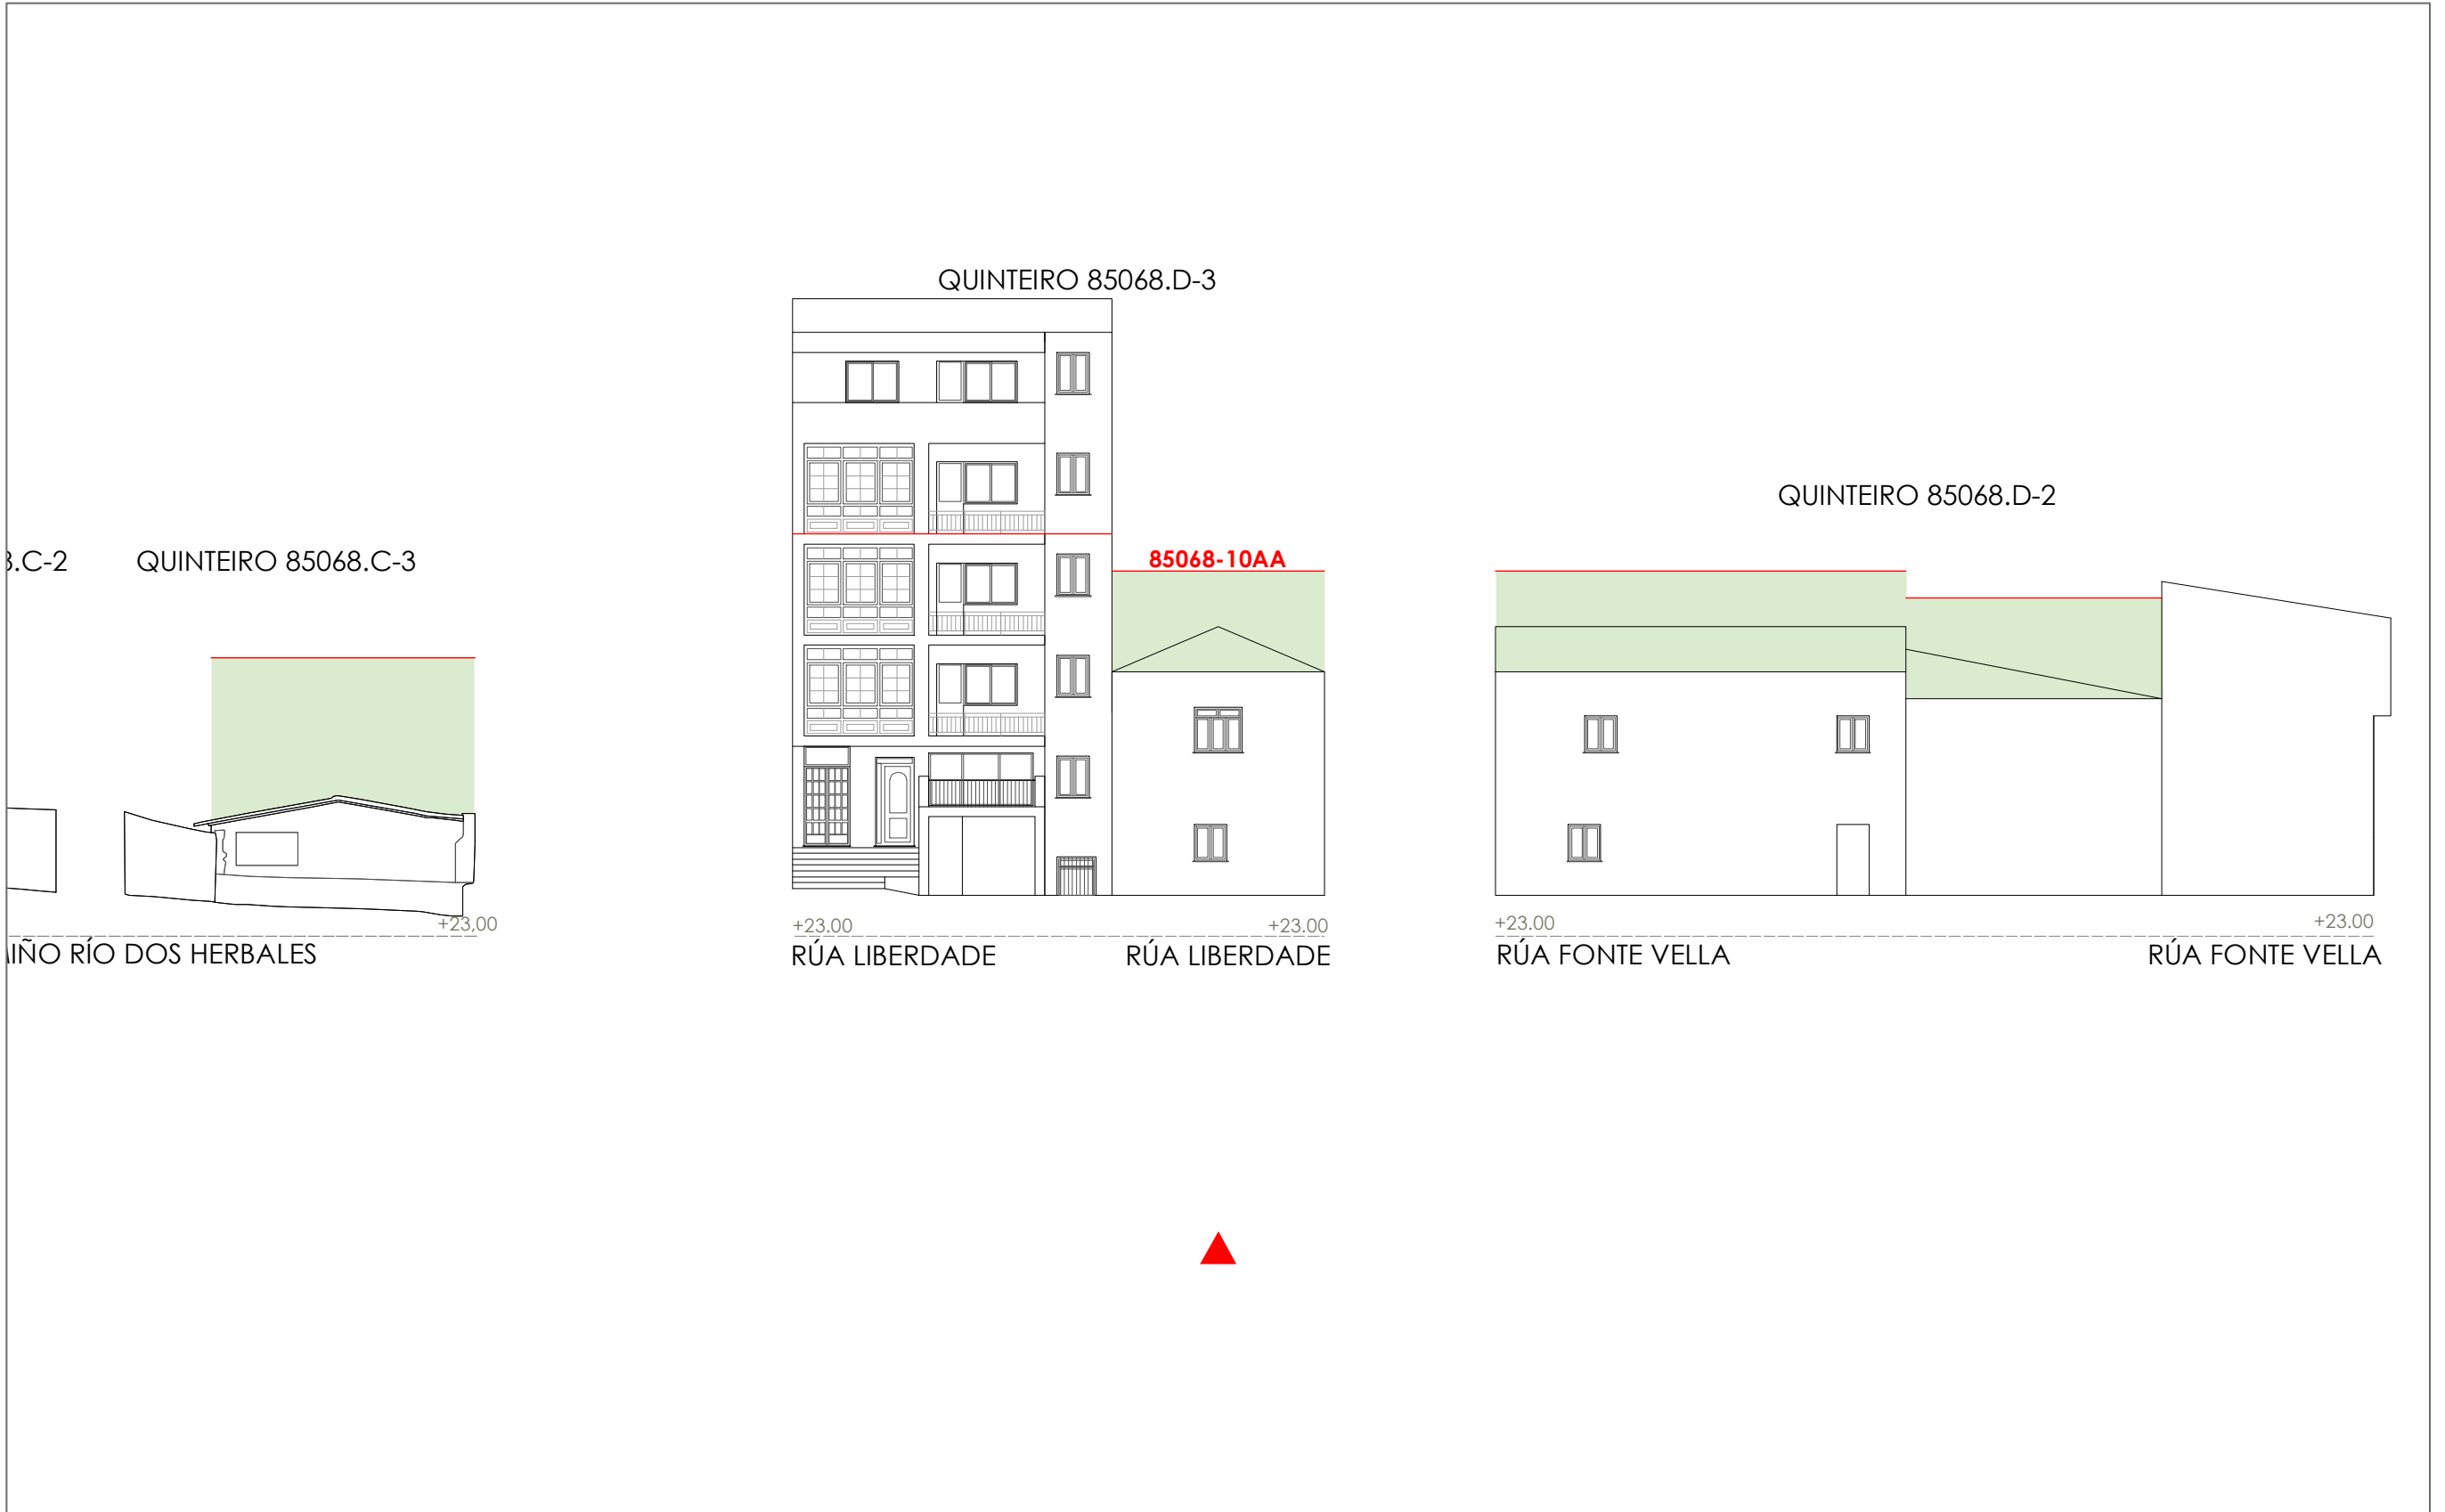 QUINTEIRO 85068.D-3
QUINTEIRO 85068.D-2
.C-2
QUINTEIRO 85068.C-3
85068-10AA
+23,00
+23.00
+23.00
+23.00
+23.00
IÑO RÍO DOS HERBALES
RÚA LIBERDADE
RÚA LIBERDADE
RÚA FONTE VELLA
RÚA FONTE VELLA